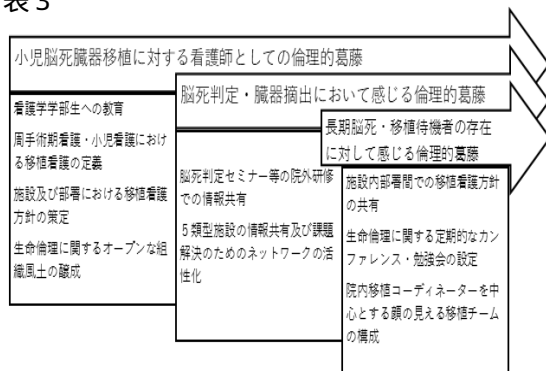 表3
小児脳死臓器移植に対する看護師としての倫理的葛藤
看護学学部生への教育
周手術期看護・小児看護におけ
る移植看護の定義
施設及び部署における移植看護
方針の策定
生命倫理に関するオープンな組
織風土の醸成
脳死判定・臓器摘出において感じる倫理的葛藤
脳死判定セミナー等の院外研修
での情報共有
5類型施設の情報共有及び課題
解決のためのネットワークの活
性化
長期脳死・移植待機者の存在
に対して感じる倫理的葛藤
施設内部署間での移植看護方針
の共有
生命倫理に関する定期的なカン
ファレンス・勉強会の設定
院内移植コーディネーターを中
心とする顔の見える移植チーム
の構成